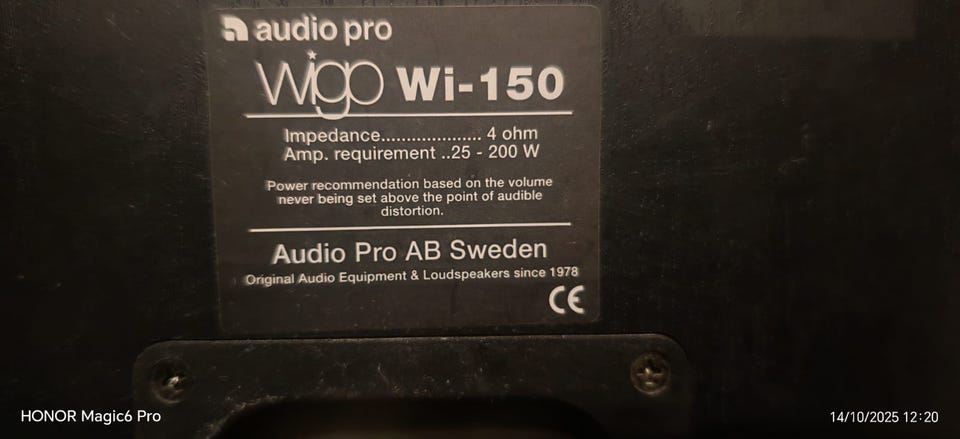 audio pro
wigo Wi-150
Impedance.................... 4 ohm
Amp. requirement ..25 - 200 W
Power recommendation based on the volume
never being set above the point of audible
distortion.
Audio Pro AB Sweden
Original Audio Equipment & Loudspeakers since 1978
CE
HONOR Magic6 Pro
14/10/2025 12:20